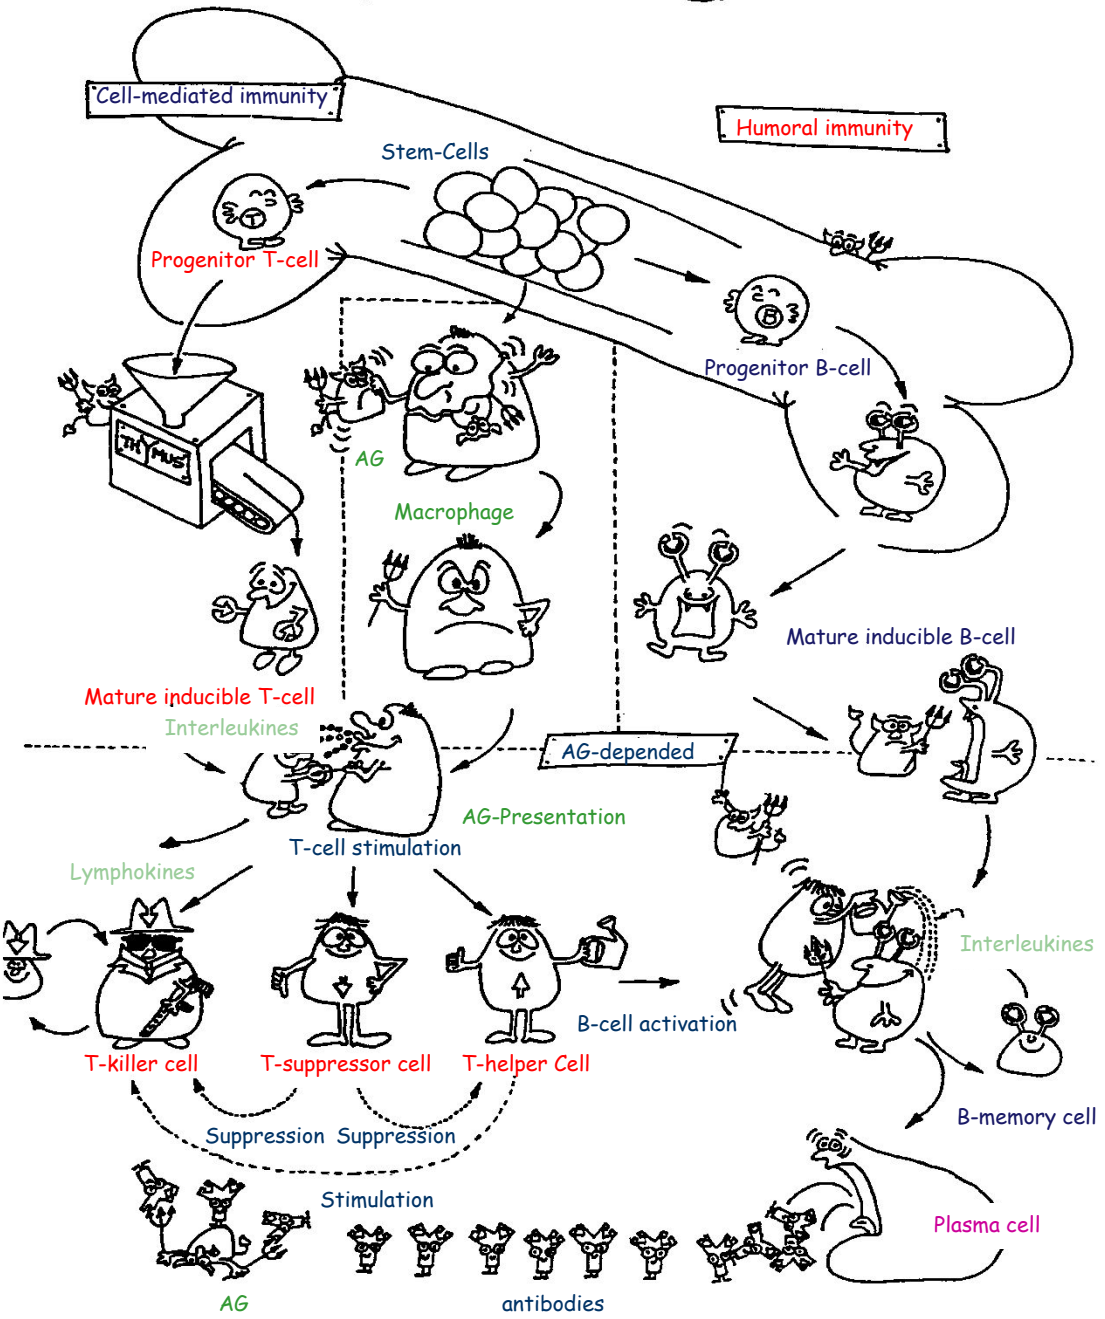 Cell-mediated immunity
Humoral immunity
Stem-Cells
T
Progenitor T-cell
B
Progenitor B-cell
THYMUS
AG
Macrophage
Mature inducible B-cell
Mature inducible T-cell
Interleukines
AG-depended
AG-Presentation
T-cell stimulation
Lymphokines
Interleukines
B-cell activation
T-killer cell
T-suppressor cell
T-helper Cell
B-memory cell
Suppression Suppression
Stimulation
Plasma cell
AG
antibodies